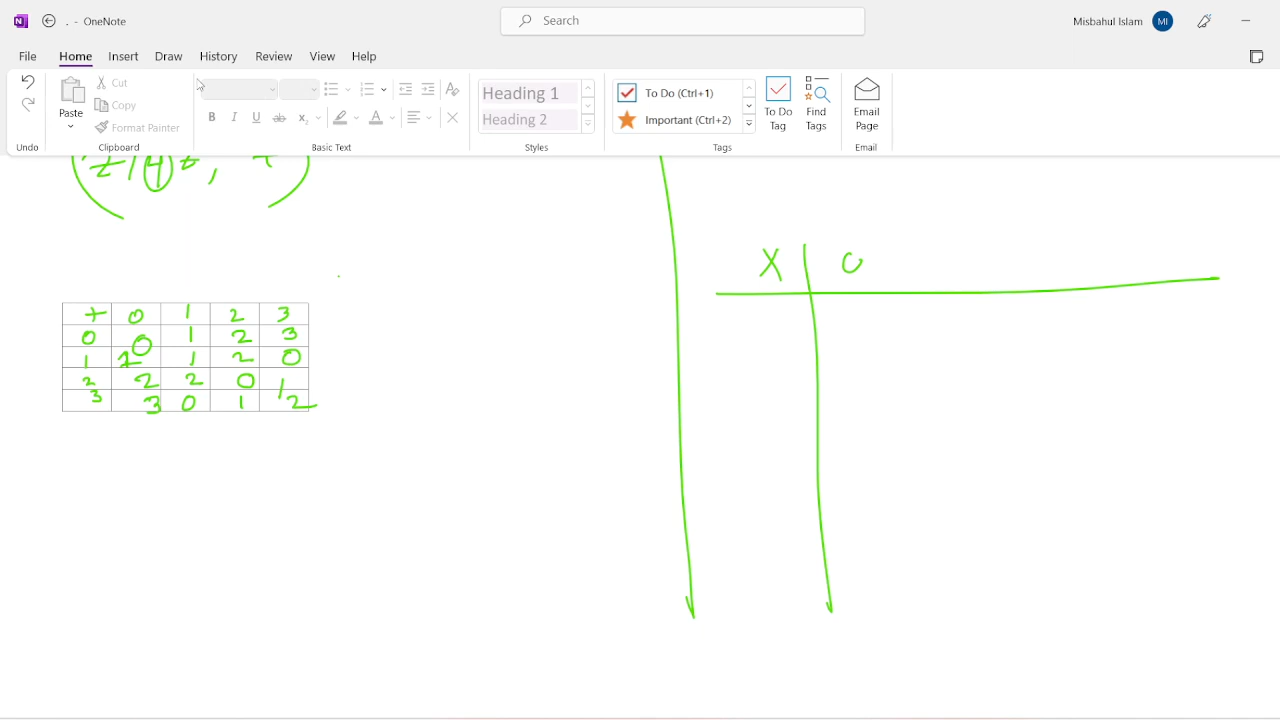 . - OneNote
Search
Misbahul Islam MI
File Home Insert Draw History Review View Help
Cut
Copy
Paste
Format Painter
B I U ab x
A
Heading 1
Heading 2
To Do (Ctrl+1)
Important (Ctrl+2)
To Do Tag
Find Tags
Email Page
Undo Clipboard Basic Text Styles Tags Email
X 0
+ 0 1 2 3
0 0 1 2 3
1 1 1 2 0
2 2 2 0 1
3 3 0 1 2